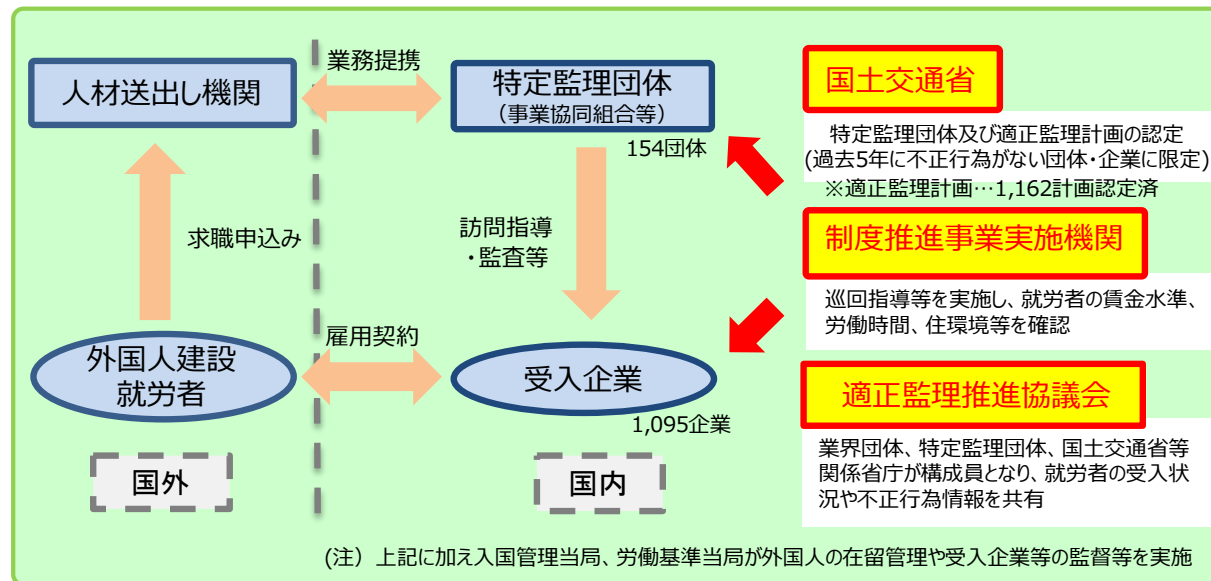 業務提携
人材送出し機関
特定監理団体
（事業協同組合等）
154団体
国土交通省
特定監理団体及び適正監理計画の認定
(過去5年に不正行為がない団体・企業に限定)
※適正監理計画…1,162計画認定済
求職申込み
訪問指導
・監査等
制度推進事業実施機関
巡回指導等を実施し、就労者の賃金水準、
労働時間、住環境等を確認
雇用契約
外国人建設
就労者
受入企業
1,095企業
適正監理推進協議会
業界団体、特定監理団体、国土交通省等
関係省庁が構成員となり、就労者の受入状
況や不正行為情報を共有
国外
国内
(注）上記に加え入国管理当局、労働基準当局が外国人の在留管理や受入企業等の監督等を実施